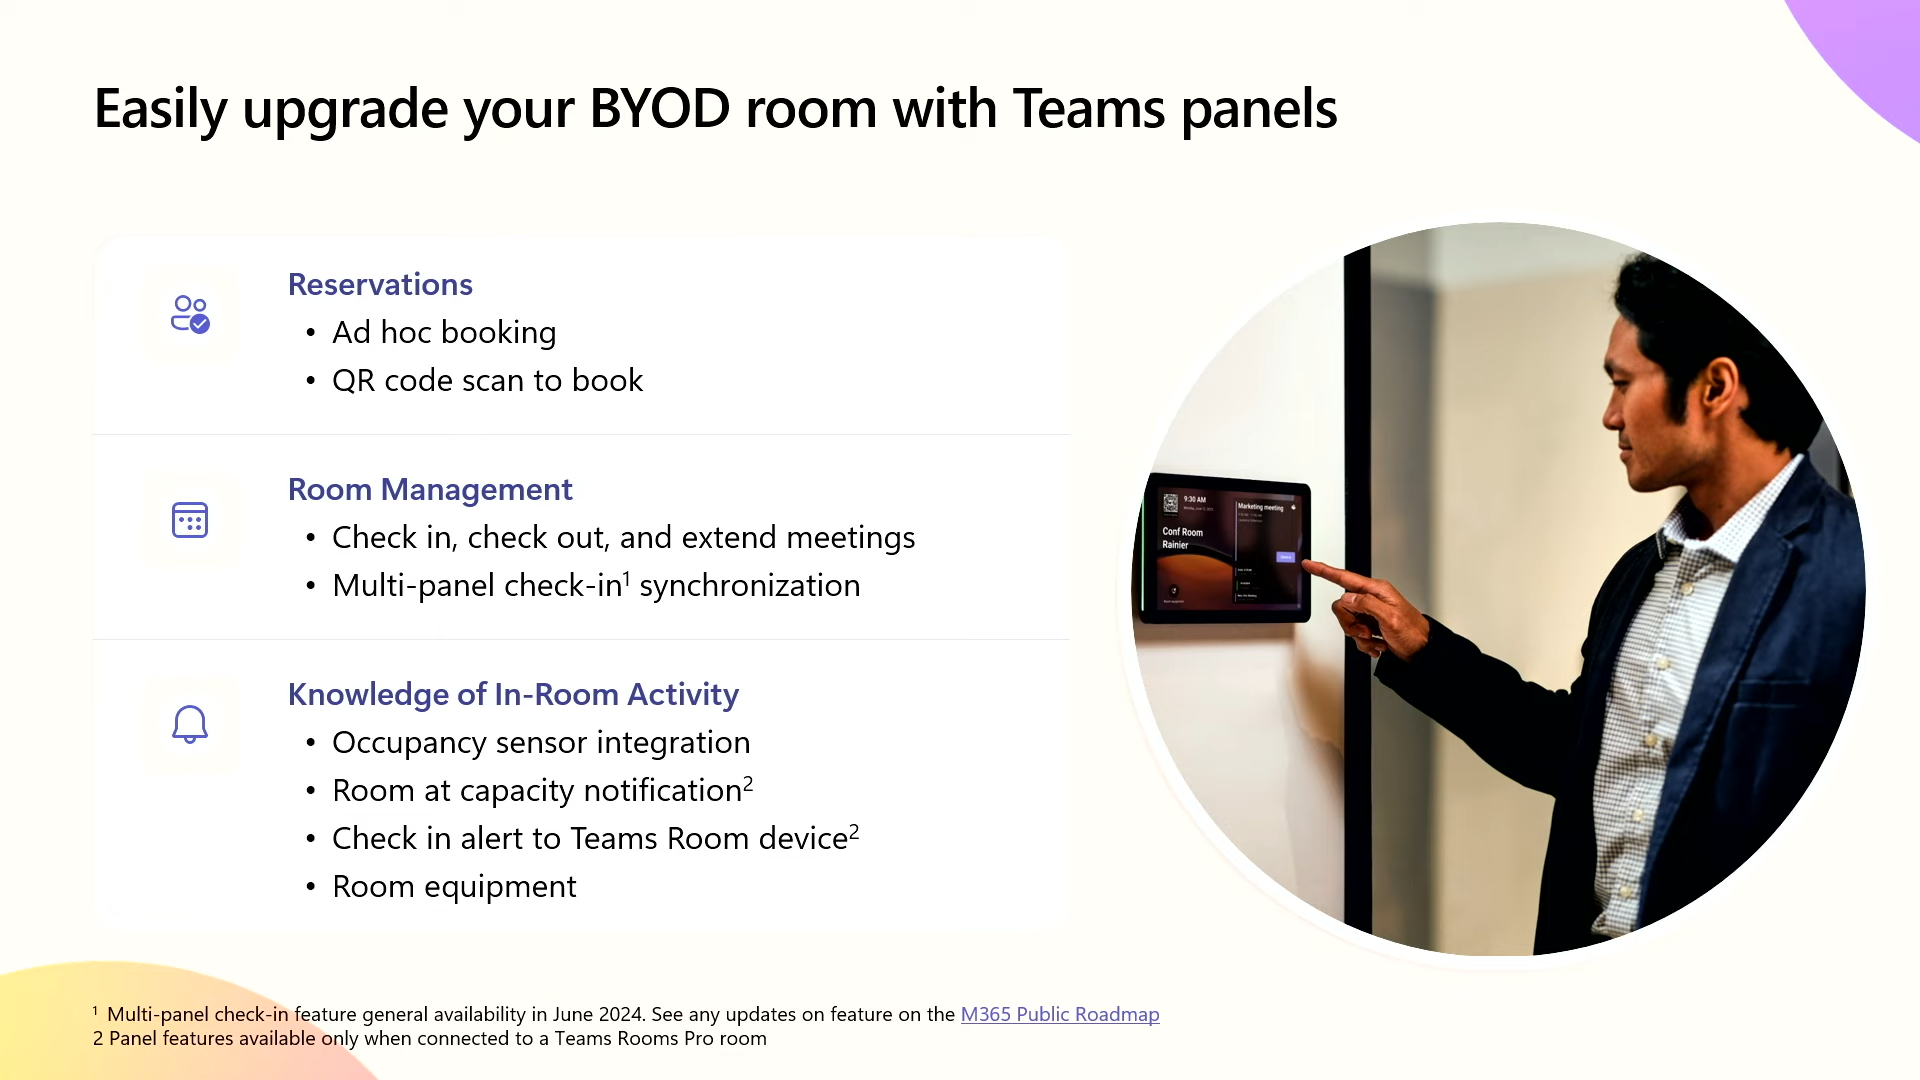 Easily upgrade your BYOD room with Teams panels
Reservations
• Ad hoc booking
• QR code scan to book
Room Management
• Check in, check out, and extend meetings
• Multi-panel check-in¹ synchronization
Knowledge of In-Room Activity
• Occupancy sensor integration
• Room at capacity notification²
• Check in alert to Teams Room device²
• Room equipment
9:30 AM
Marketing meeting
Conf Room
Rainier
¹ Multi-panel check-in feature general availability in June 2024. See any updates on feature on the M365 Public Roadmap
2 Panel features available only when connected to a Teams Rooms Pro room